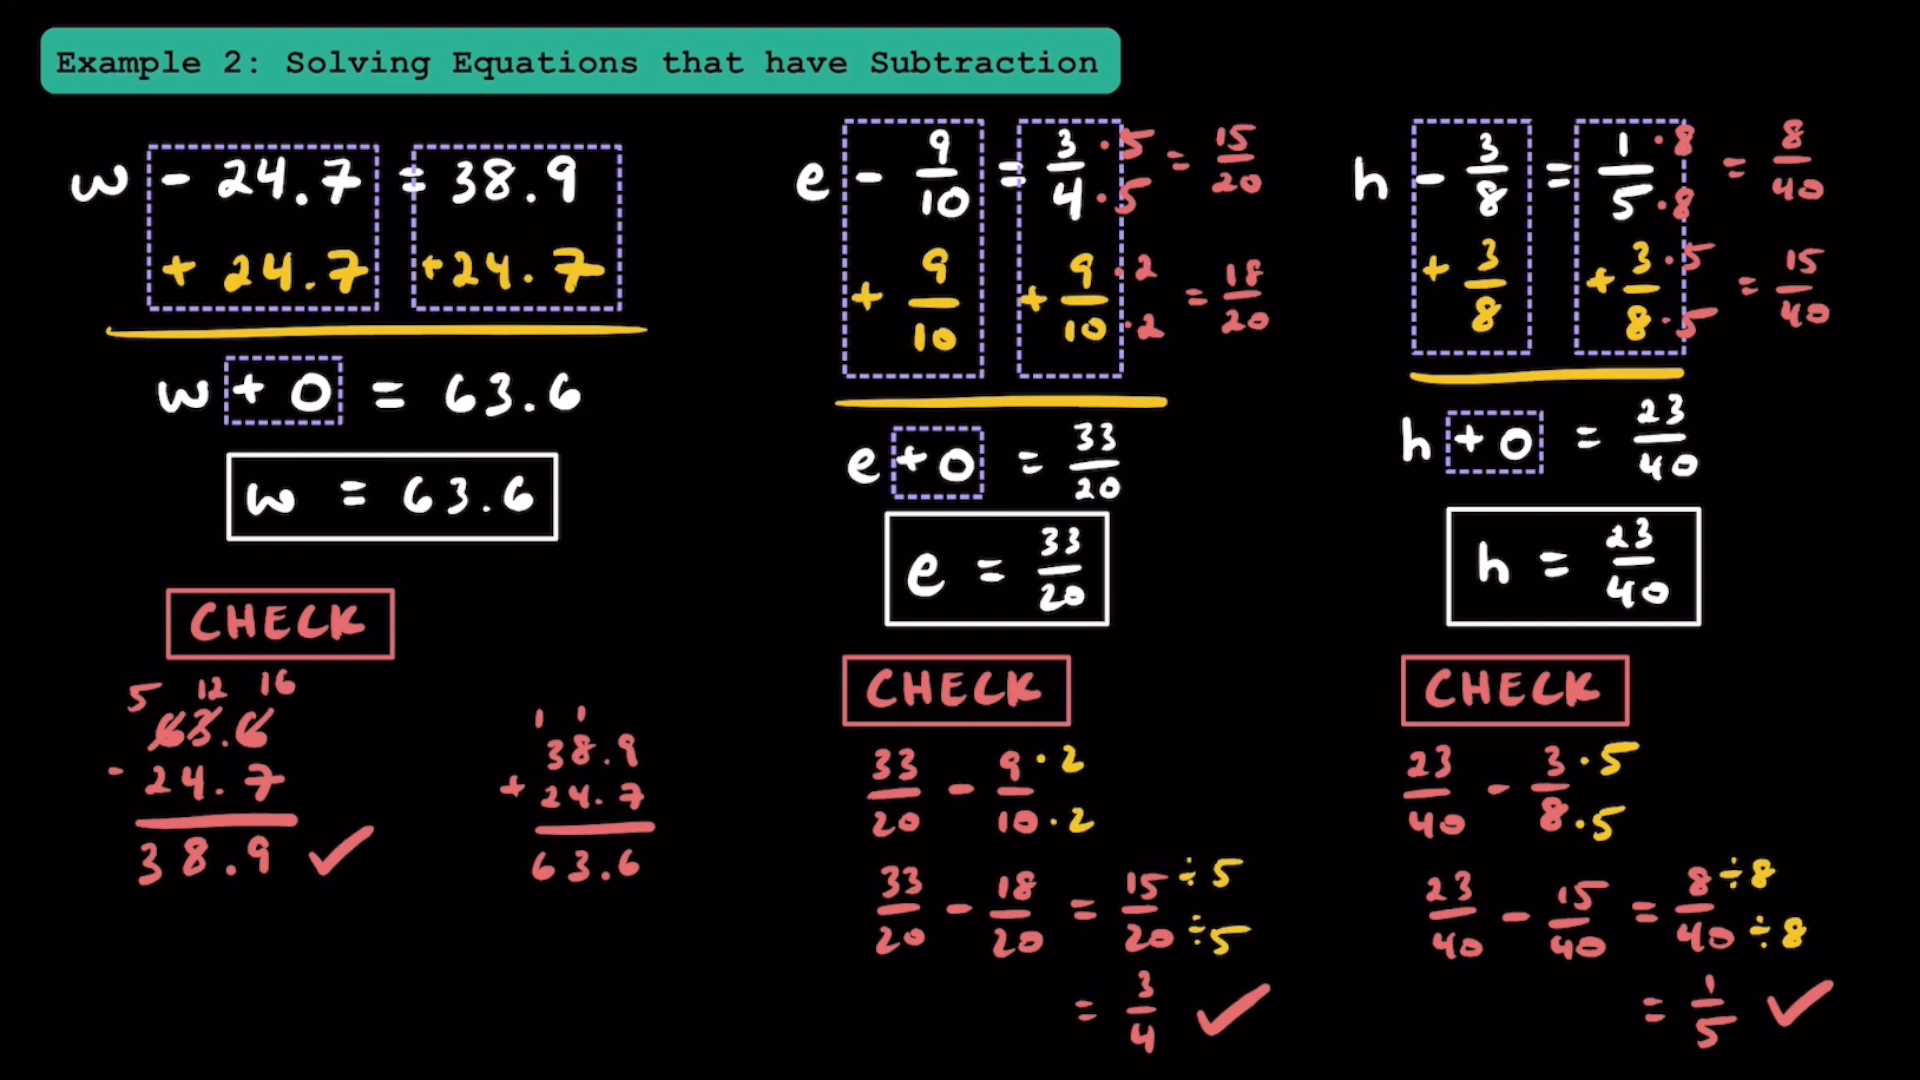 Example 2: Solving Equations that have Subtraction
w - 24.7 = 38.9
+ 24.7 +24.7
w + 0 = 63.6
w = 63.6
CHECK
5 12 16
63.6
- 24.7
38.9 ✓
1 1
38.9
+ 24.7
63.6
e - 9/10 = 3/4 · 5 · 5 = 15/20
+ 9/10 + 9/10 · 2 · 2 = 18/20
e + 0 = 33/20
e = 33/20
CHECK
33/20 - 9/10 · 2 · 2
33/20 - 18/20 = 15/20 ÷ 5 ÷ 5
= 3/4 ✓
h - 3/8 = 1/5 · 8 · 8 = 8/40
+ 3/8 + 3/8 · 5 · 5 = 15/40
h + 0 = 23/40
h = 23/40
CHECK
23/40 - 3/8 · 5 · 5
23/40 - 15/40 = 8/40 ÷ 8 ÷ 8
= 1/5 ✓